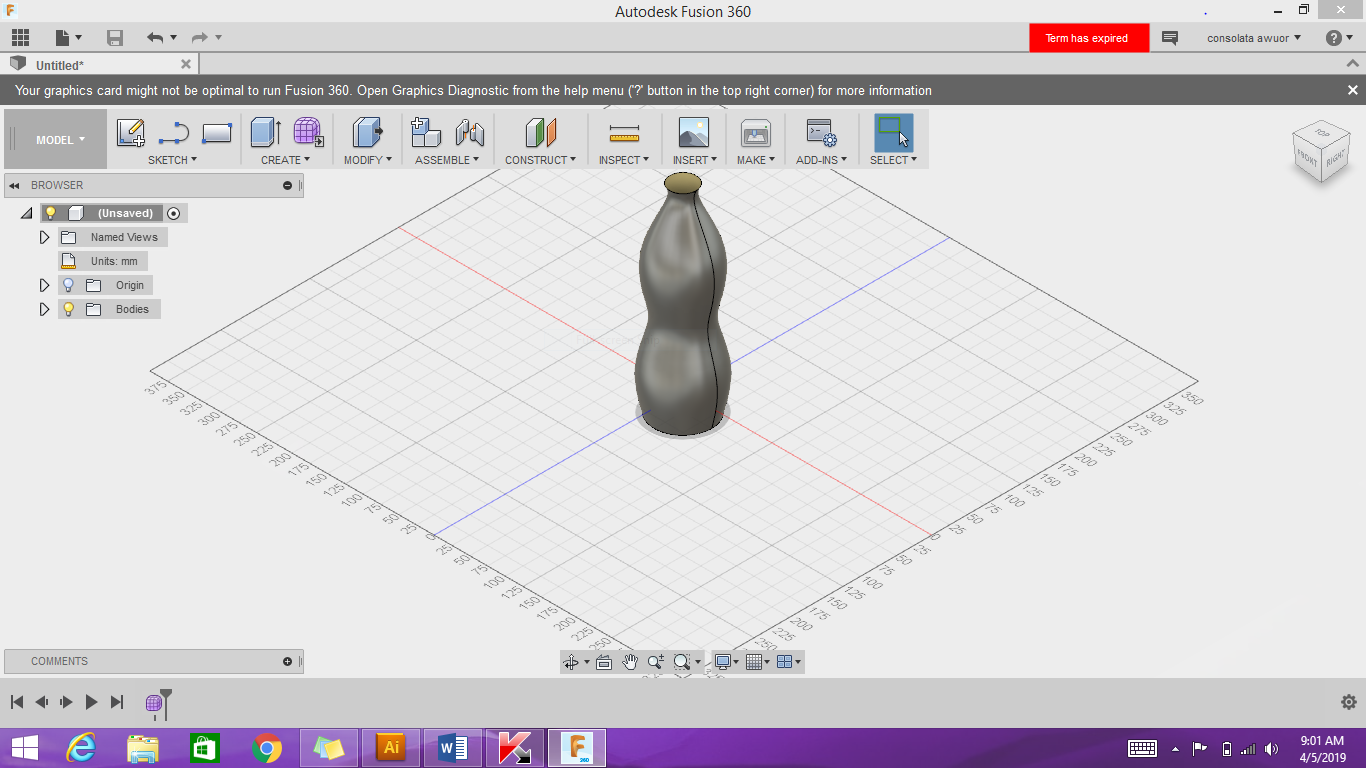 Autodesk Fusion 360
Term has expired
consolata awuor
Untitled*
Your graphics card might not be optimal to run Fusion 360. Open Graphics Diagnostic from the help menu ('?' button in the top right corner) for more information
MODEL
SKETCH
CREATE
MODIFY
ASSEMBLE
CONSTRUCT
INSPECT
INSERT
MAKE
ADD-INS
SELECT
TOP
FRONT
RIGHT
BROWSER
(Unsaved)
Named Views
Units: mm
Origin
Bodies
375
350
325
300
275
250
225
200
175
150
125
100
75
50
25
0
25
50
75
100
125
150
175
200
225
250
350
325
300
275
250
225
200
175
150
125
100
75
50
25
0
25
50
75
100
125
150
175
200
225
250
COMMENTS
Ai
W
F
360
9:01 AM
4/5/2019